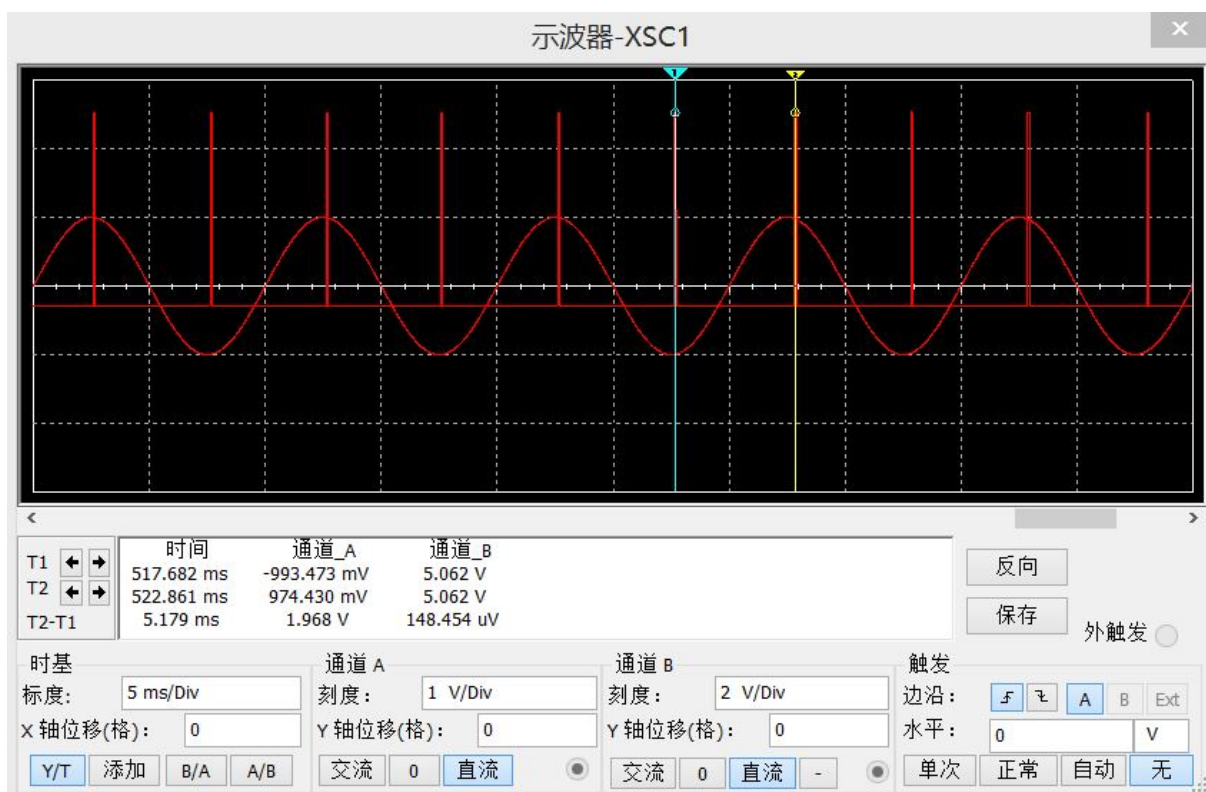 示波器-XSC1
×
1 2
T1
T2
T2-T1
时间 通道_A 通道_B
517.682 ms -993.473 mV 5.062 V
522.861 ms 974.430 mV 5.062 V
5.179 ms 1.968 V 148.454 uV
反向
保存
外触发
时基
标度: 5 ms/Div
X 轴位移(格): 0
Y/T 添加 B/A A/B
通道 A
刻度: 1 V/Div
Y 轴位移(格): 0
交流 0 直流
通道 B
刻度: 2 V/Div
Y 轴位移(格): 0
交流 0 直流 -
触发
边沿: A B Ext
水平: 0 V
单次 正常 自动 无